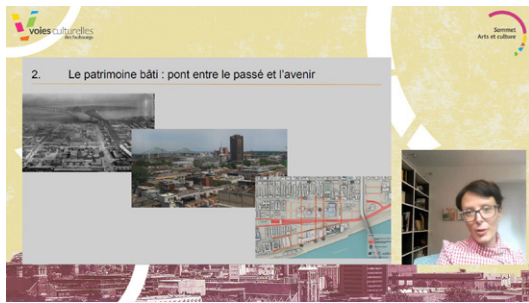 voies culturelles
des faubourgs
Sommet
Arts et culture
2. Le patrimoine bâti : pont entre le passé et l'avenir